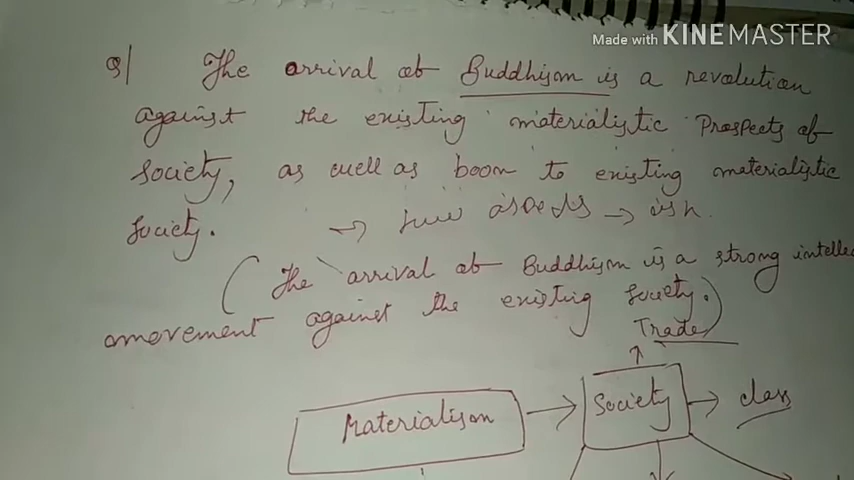 Made with KINEMASTER
Q| The arrival of Buddhism is a revolution
against the existing materialistic Prospects of
society, as well as boom to existing materialistic
society.
(The arrival of Buddhism is a strong
movement against the existing society.)
Trade
Materialism
Society
class